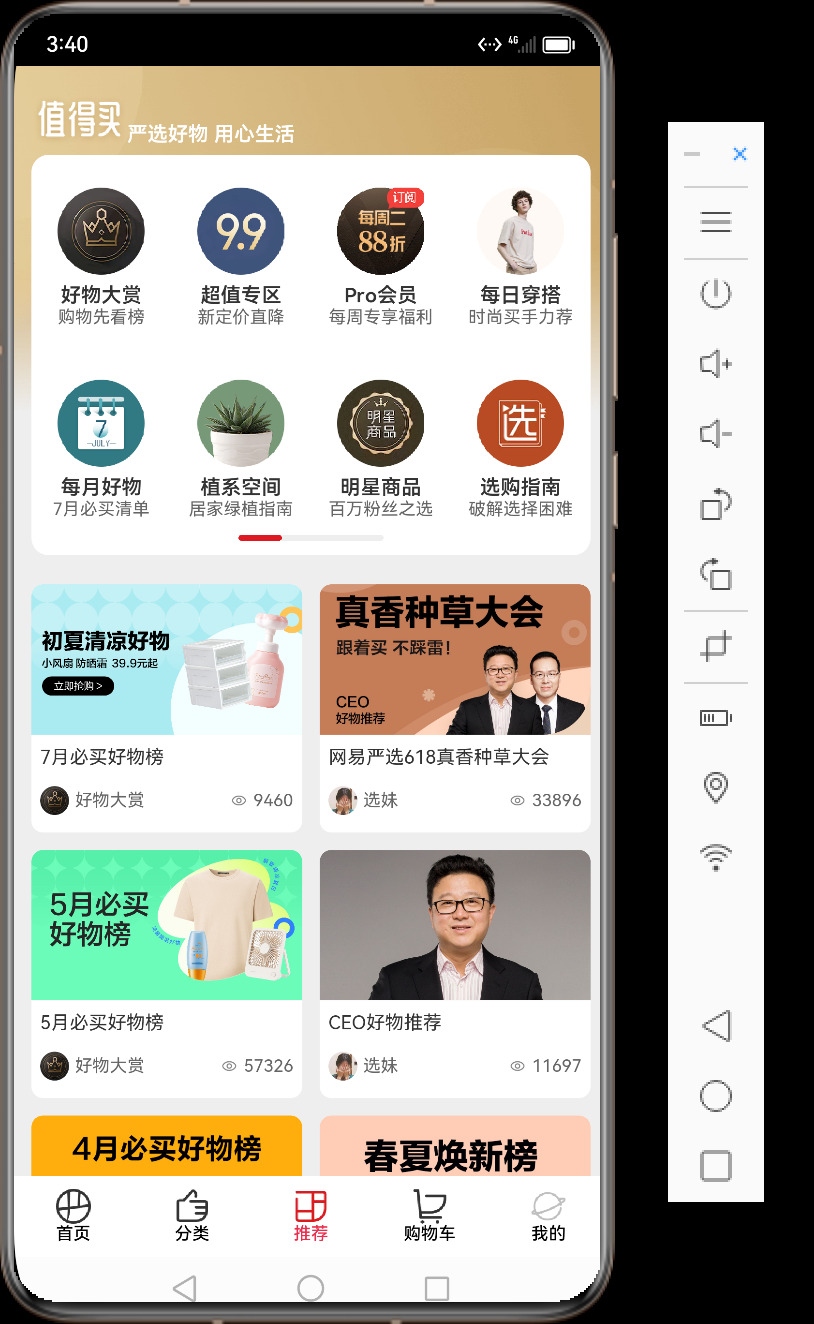 3:40
4G
值得买 严选好物 用心生活
9.9
订阅
每周二
88折
好物大赏 超值专区 Pro会员 每日穿搭
购物先看榜 新定价直降 每周专享福利 时尚买手力荐
7
JULY
明星
商品
选
每月好物 植系空间 明星商品 选购指南
7月必买清单 居家绿植指南 百万粉丝之选 破解选择困难
初夏清凉好物
小风扇 防晒霜 39.9元起
立即抢购 >
真香种草大会
跟着买 不踩雷!
CEO
好物推荐
7月必买好物榜
好物大赏 9460
网易严选618真香种草大会
选妹 33896
5月必买
好物榜
5月必买好物榜
好物大赏 57326
CEO好物推荐
选妹 11697
4月必买好物榜
春夏焕新榜
首页 分类 推荐 购物车 我的